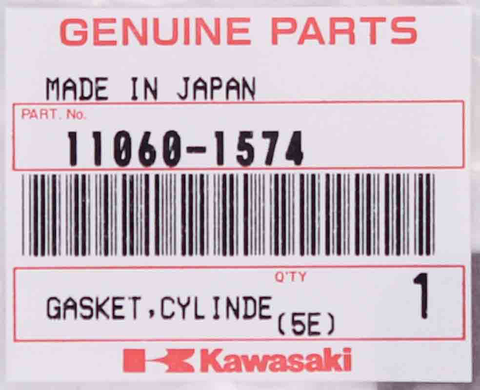 GENUINE PARTS
MADE IN JAPAN
PART. No.
11060-1574
Q'TY
GASKET,CYLINDE (5E) 1
Kawasaki